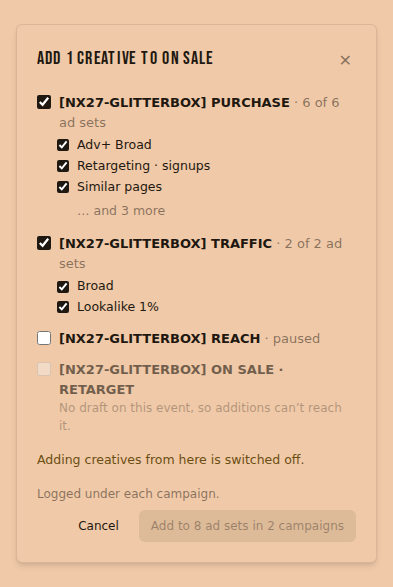 ADD 1 CREATIVE TO ON SALE
×
[NX27-GLITTERBOX] PURCHASE · 6 of 6
ad sets
Adv+ Broad
Retargeting · signups
Similar pages
… and 3 more
[NX27-GLITTERBOX] TRAFFIC · 2 of 2 ad
sets
Broad
Lookalike 1%
[NX27-GLITTERBOX] REACH · paused
[NX27-GLITTERBOX] ON SALE ·
RETARGET
No draft on this event, so additions can’t reach
it.
Adding creatives from here is switched off.
Logged under each campaign.
Cancel
Add to 8 ad sets in 2 campaigns